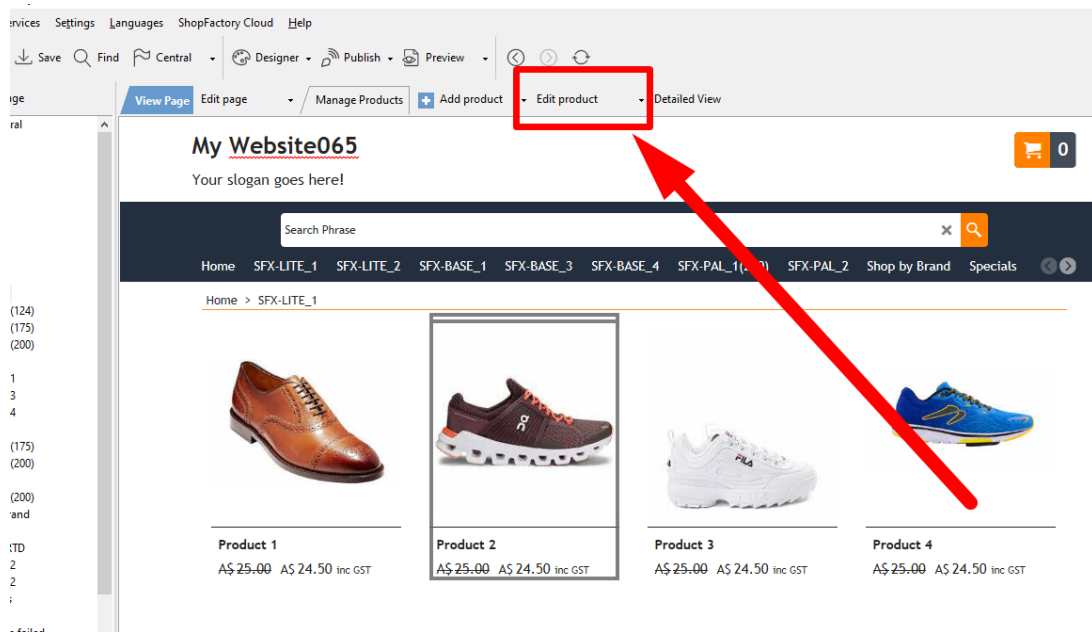 ervices Settings Languages ShopFactory Cloud Help
Save Find Central Designer Publish Preview
age View Page Edit page Manage Products Add product Edit product Detailed View
ral
My Website065
0
Your slogan goes here!
Search Phrase
Home SFX-LITE_1 SFX-LITE_2 SFX-BASE_1 SFX-BASE_3 SFX-BASE_4 SFX-PAL_1( SFX-PAL_2 Shop by Brand Specials
Home > SFX-LITE_1
(124)
(175)
(200)
1
3
4
(175)
(200)
(200)
rand
TD
2
2
s
FILA
Product 1 Product 2 Product 3 Product 4
A$ 25.00 A$ 24.50 inc GST A$ 25.00 A$ 24.50 inc GST A$ 25.00 A$ 24.50 inc GST A$ 25.00 A$ 24.50 inc GST
failed